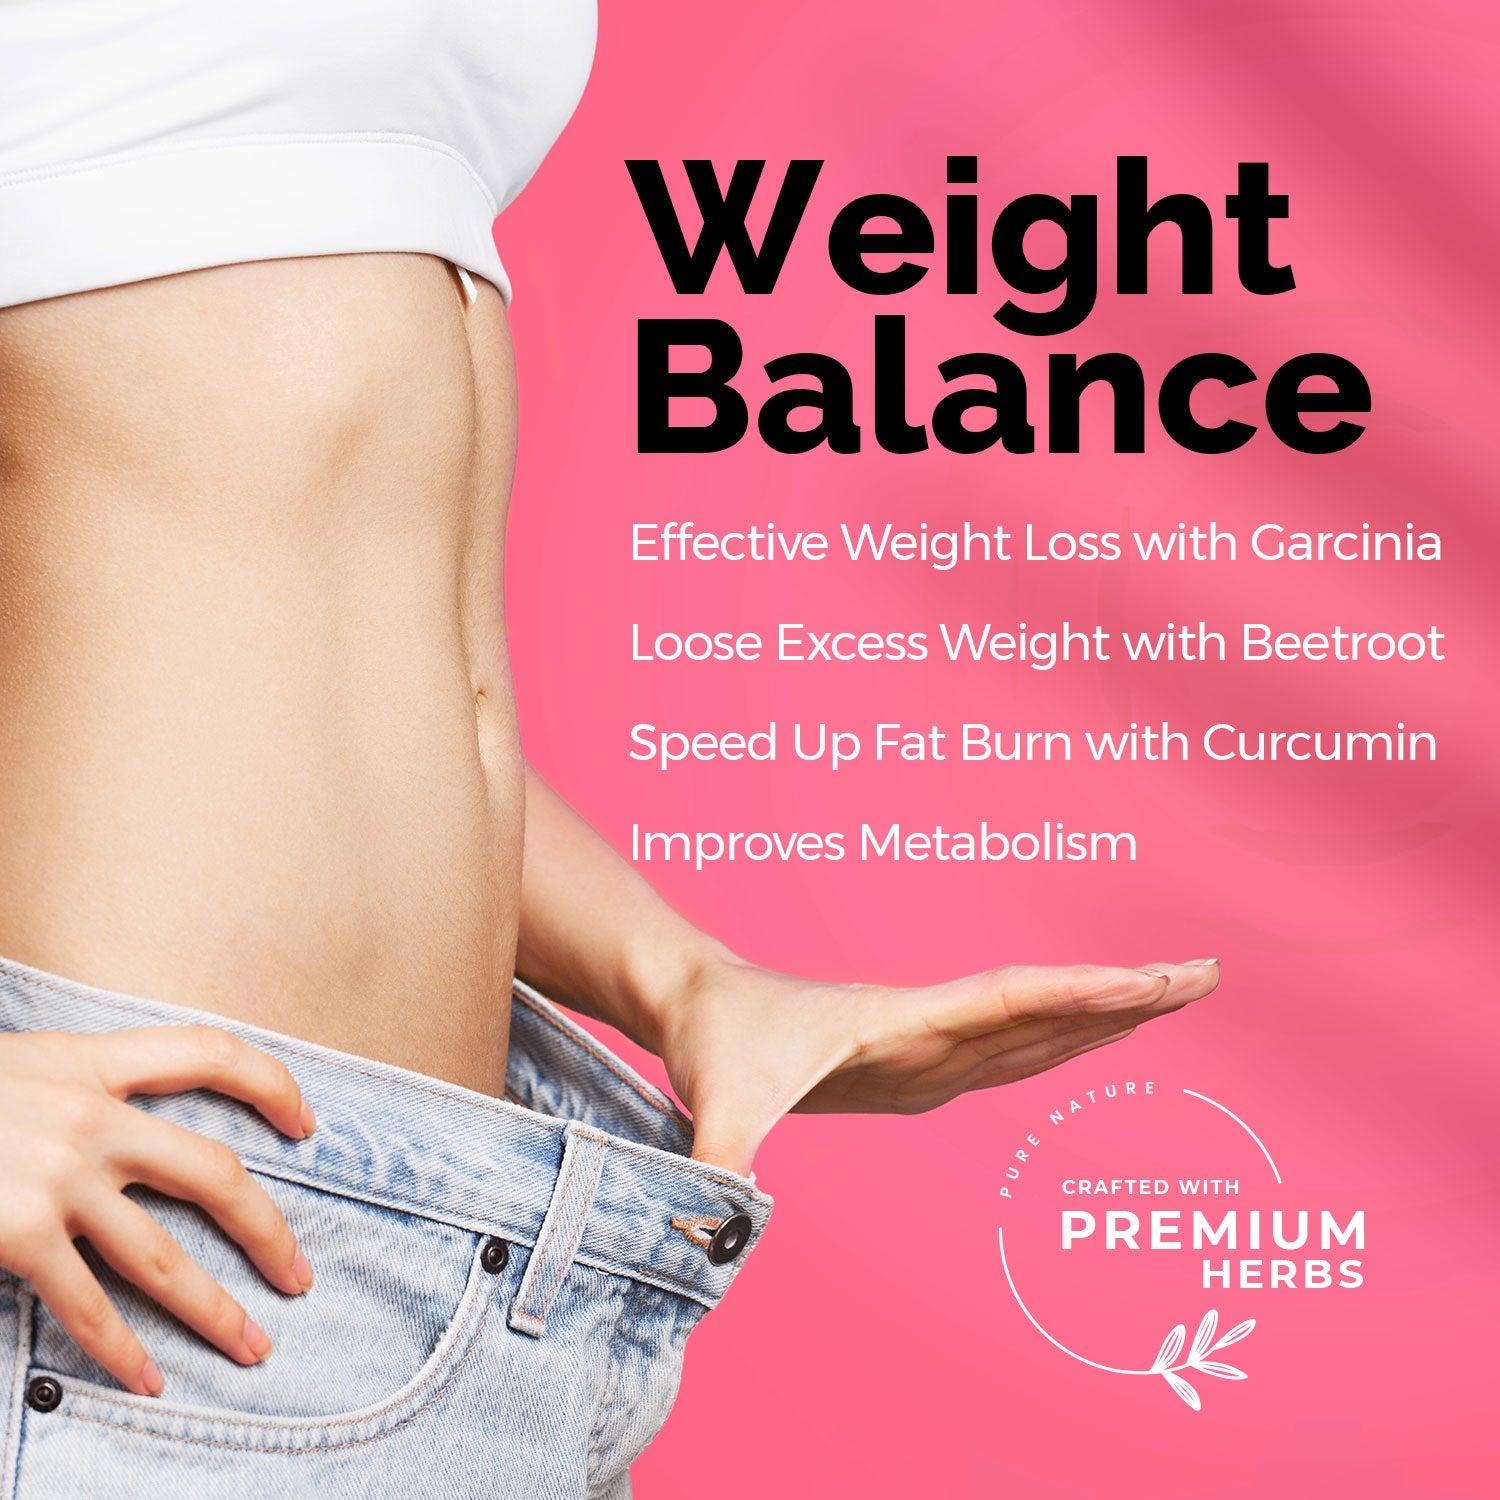 Weight
Balance
Effective Weight Loss with Garcinia
Loose Excess Weight with Beetroot
Speed Up Fat Burn with Curcumin
Improves Metabolism
PURE NATURE
CRAFTED WITH
PREMIUM
HERBS